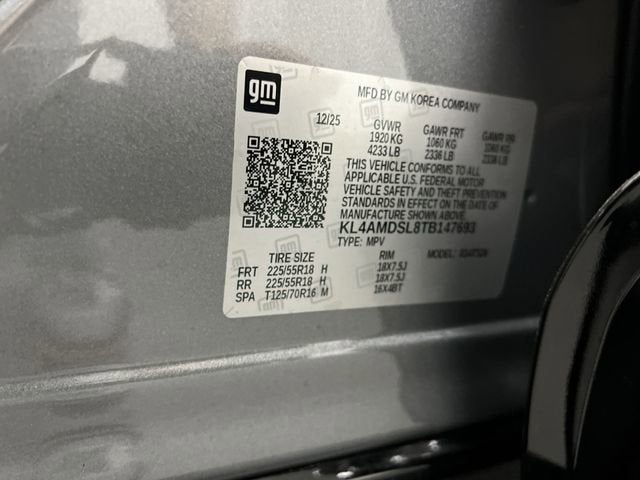 gm
MFD BY GM KOREA COMPANY
12/25
GVWR GAWR FRT GAWR RR
1920 KG 1060 KG 1060 KG
4233 LB 2336 LB 2336 LB
THIS VEHICLE CONFORMS TO ALL
APPLICABLE U.S. FEDERAL MOTOR
VEHICLE SAFETY AND THEFT PREVENTION
STANDARDS IN EFFECT ON THE DATE OF
MANUFACTURE SHOWN ABOVE.
KL4AMDSL8TB147693
TYPE: MPV MODEL:
TIRE SIZE RIM
FRT 225/55R18 H 18X7.5J
RR 225/55R18 H 18X7.5J
SPA T125/70R16 M 16X4BT